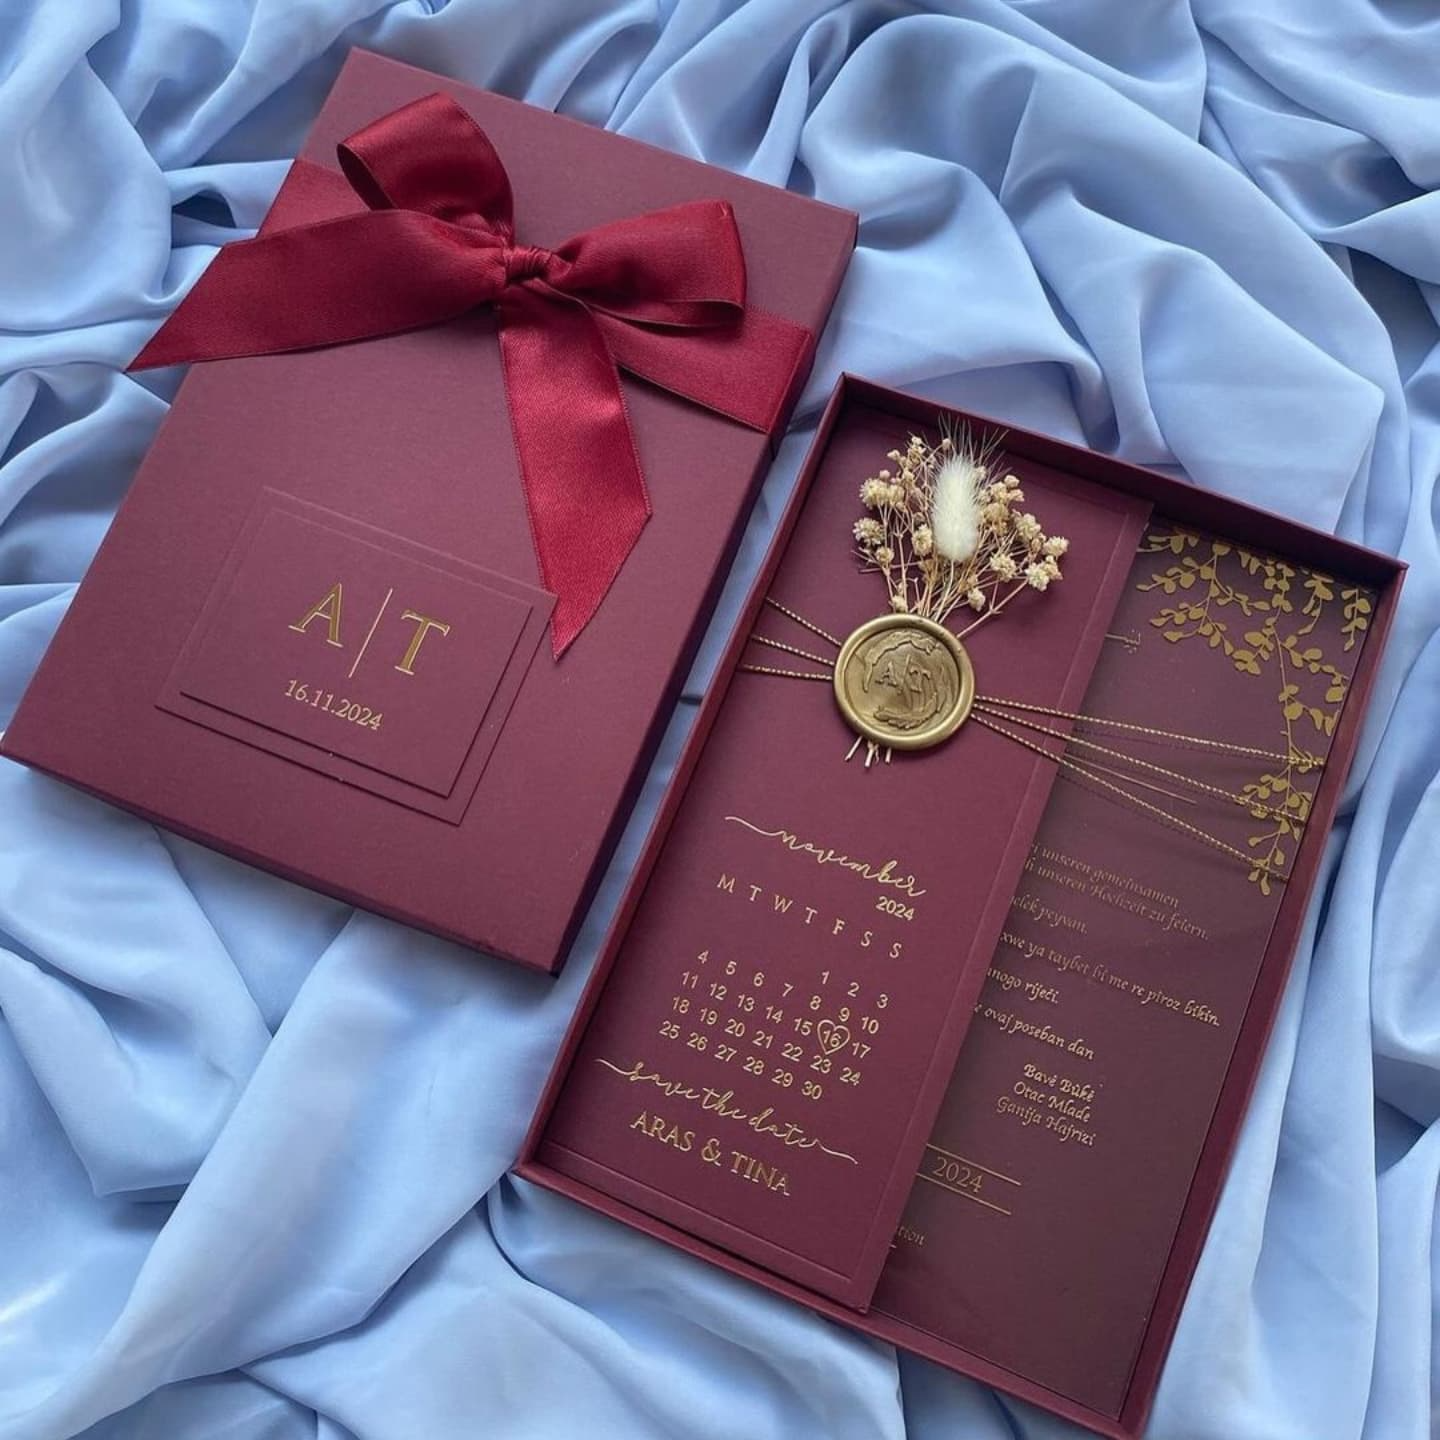 A | T
16.11.2024
A T
november
2024
M T W T F S S
1 2 3
4 5 6 7 8 9 10
11 12 13 14 15 16 17
18 19 20 21 22 23 24
25 26 27 28 29 30
save the date
ARAS & TINA
unseren gemeinsamen
unseren Hochzeit zu feiern.
peyvan.
xwe ya taybet bi me re pîroz bikin.
mnogo riječi.
ovaj poseban dan
Bavê Bûkê
Otac Mlade
Ganija Hajrizi
2024